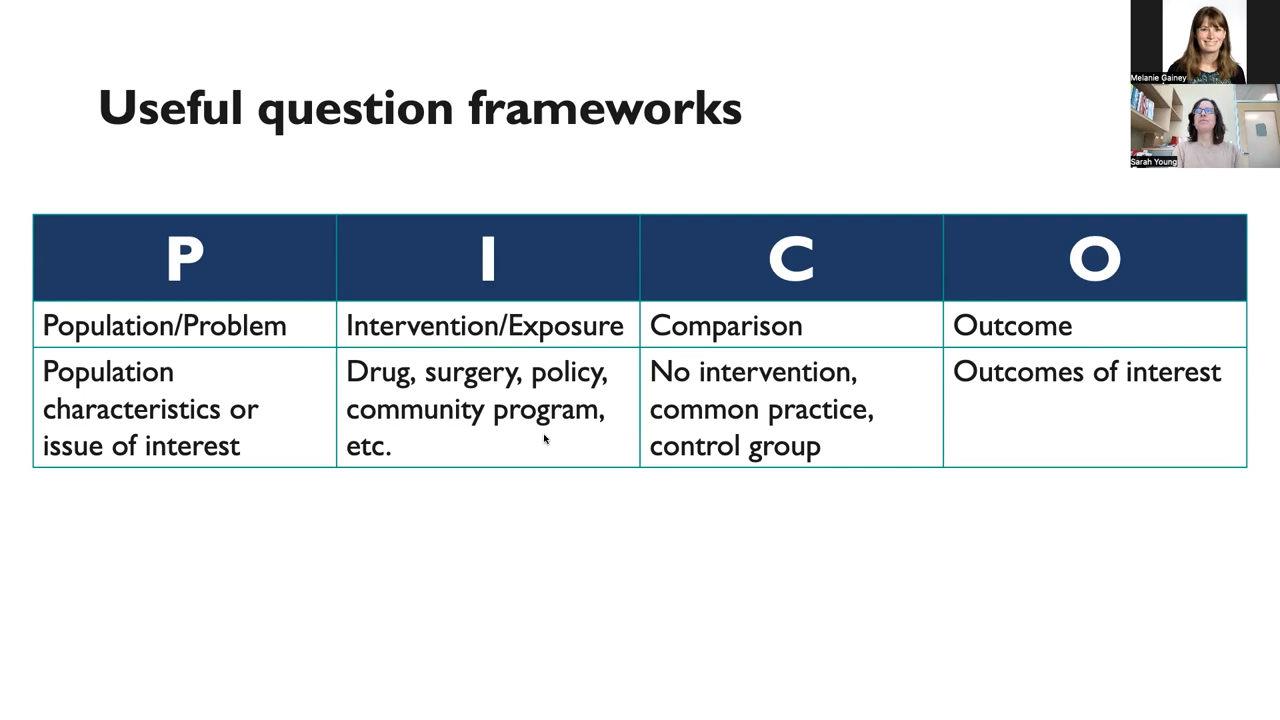 Useful question frameworks
Melanie Gainey
Sarah Young
P I C O
Population/Problem Intervention/Exposure Comparison Outcome
Population characteristics or issue of interest
Drug, surgery, policy, community program, etc.
No intervention, common practice, control group
Outcomes of interest